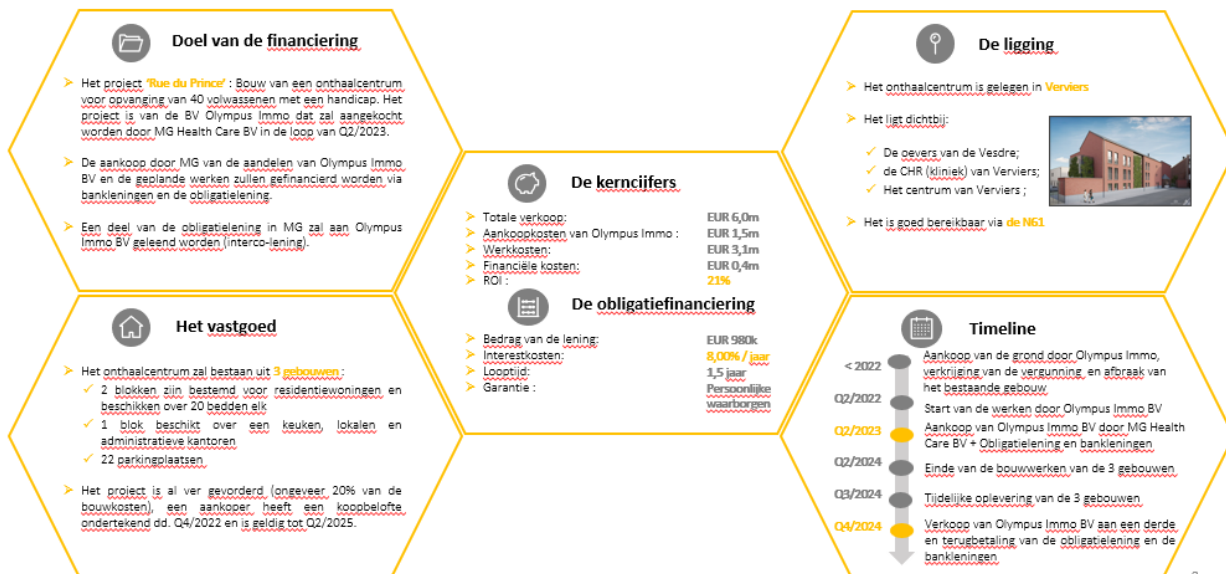 Doel van de financiering
Het project ‘Rue du Prince’ : Bouw van een onthaalcentrum
voor opvanging van 40 volwassenen met een handicap. Het
project is van de BV Olympus Immo dat zal aangekocht
worden door MG Health Care BV in de loop van Q2/2023.
De aankoop door MG van de aandelen van Olympus Immo
BV en de geplande werken zullen gefinancierd worden via
bankleningen en de obligatielening.
Een deel van de obligatielening in MG zal aan Olympus
Immo BV geleend worden (interco-lening).
Het vastgoed
Het onthaalcentrum zal bestaan uit 3 gebouwen :
2 blokken zijn bestemd voor residentiewoningen en
beschikken over 20 bedden elk
1 blok beschikt over een keuken, lokalen en
administratieve kantoren
22 parkingplaatsen
Het project is al ver gevorderd (ongeveer 20% van de
bouwkosten), een aankoper heeft een koopbelofte
ondertekend dd. Q4/2022 en is geldig tot Q2/2025.
De kerncijfers
Totale verkoop: EUR 6,0m
Aankoopkosten van Olympus Immo : EUR 1,5m
Werkkosten: EUR 3,1m
Financiële kosten: EUR 0,4m
ROI : 21%
De obligatiefinanciering
Bedrag van de lening: EUR 980k
Interestkosten: 8,00% / jaar
Looptijd: 1,5 jaar
Garantie : Persoonlijke
waarborgen
De ligging
Het onthaalcentrum is gelegen in Verviers
Het ligt dichtbij:
De oevers van de Vesdre;
de CHR (kliniek) van Verviers;
Het centrum van Verviers ;
Het is goed bereikbaar via de N61
Timeline
< 2022 Aankoop van de grond door Olympus Immo,
verkrijging van de vergunning en afbraak van
het bestaande gebouw
Q2/2022 Start van de werken door Olympus Immo BV
Q2/2023 Aankoop van Olympus Immo BV door MG Health
Care BV + Obligatielening en bankleningen
Q2/2024 Einde van de bouwwerken van de 3 gebouwen
Q3/2024 Tijdelijke oplevering van de 3 gebouwen
Q4/2024 Verkoop van Olympus Immo BV aan een derde
en terugbetaling van de obligatielening en de
bankleningen